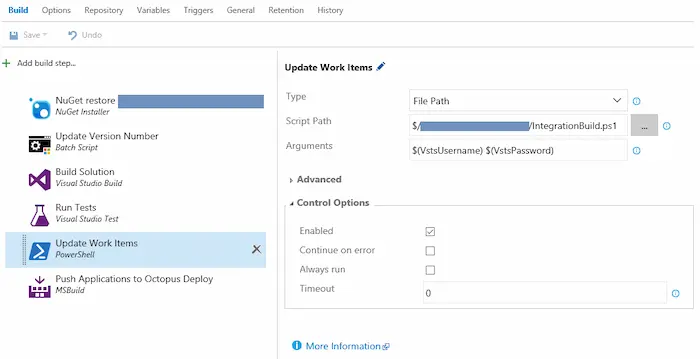 Build Options Repository Variables Triggers General Retention History
Save Undo
Add build step...
NuGet restore
NuGet Installer
Update Version Number
Batch Script
Build Solution
Visual Studio Build
Run Tests
Visual Studio Test
Update Work Items
PowerShell
Push Applications to Octopus Deploy
MSBuild
Update Work Items
Type File Path
Script Path $/ /IntegrationBuild.ps1 ...
Arguments $(VstsUsername) $(VstsPassword)
Advanced
Control Options
Enabled
Continue on error
Always run
Timeout 0
More Information